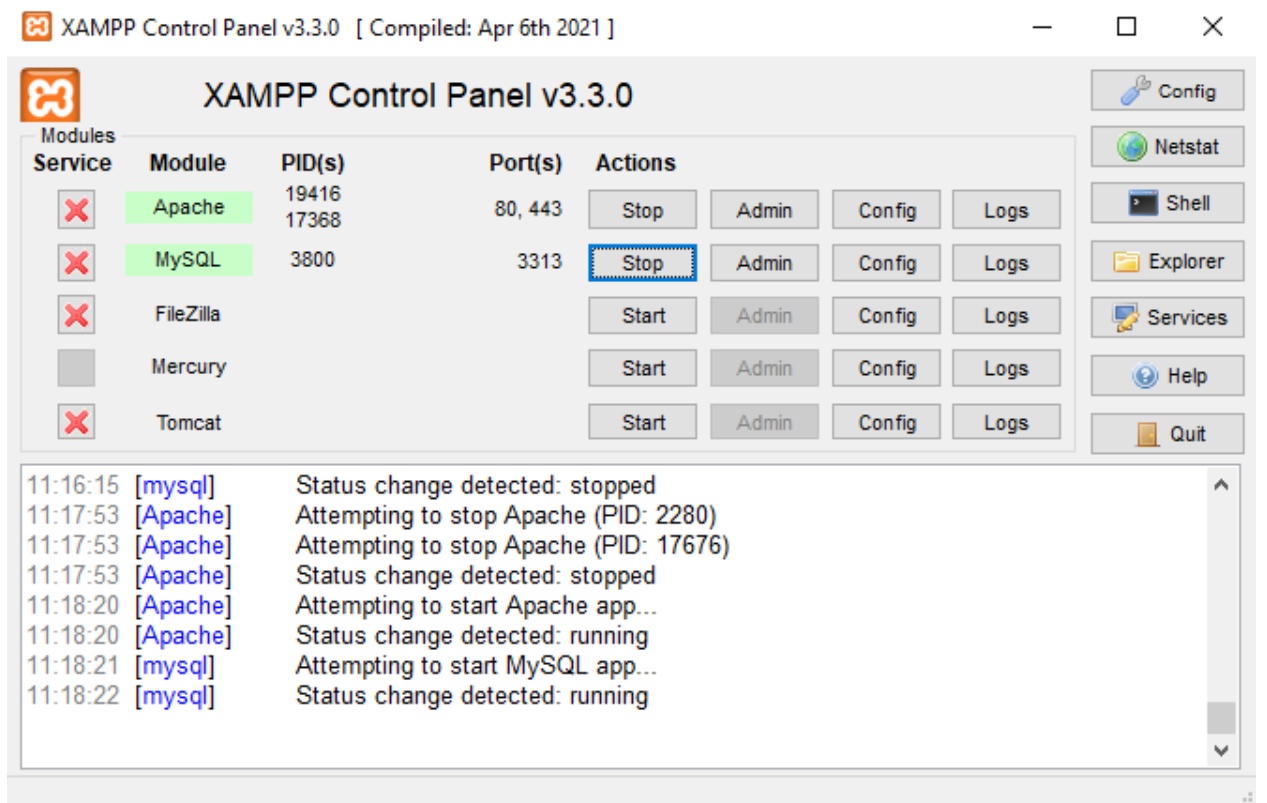 XAMPP Control Panel v3.3.0 [ Compiled: Apr 6th 2021 ]
XAMPP Control Panel v3.3.0
Config
Modules
Netstat
Service Module PID(s) Port(s) Actions
Apache 19416 17368 80, 443 Stop Admin Config Logs
Shell
MySQL 3800 3313 Stop Admin Config Logs
Explorer
FileZilla Start Admin Config Logs
Services
Mercury Start Admin Config Logs
Help
Tomcat Start Admin Config Logs
Quit
11:16:15 [mysql] Status change detected: stopped
11:17:53 [Apache] Attempting to stop Apache (PID: 2280)
11:17:53 [Apache] Attempting to stop Apache (PID: 17676)
11:17:53 [Apache] Status change detected: stopped
11:18:20 [Apache] Attempting to start Apache app...
11:18:20 [Apache] Status change detected: running
11:18:21 [mysql] Attempting to start MySQL app...
11:18:22 [mysql] Status change detected: running